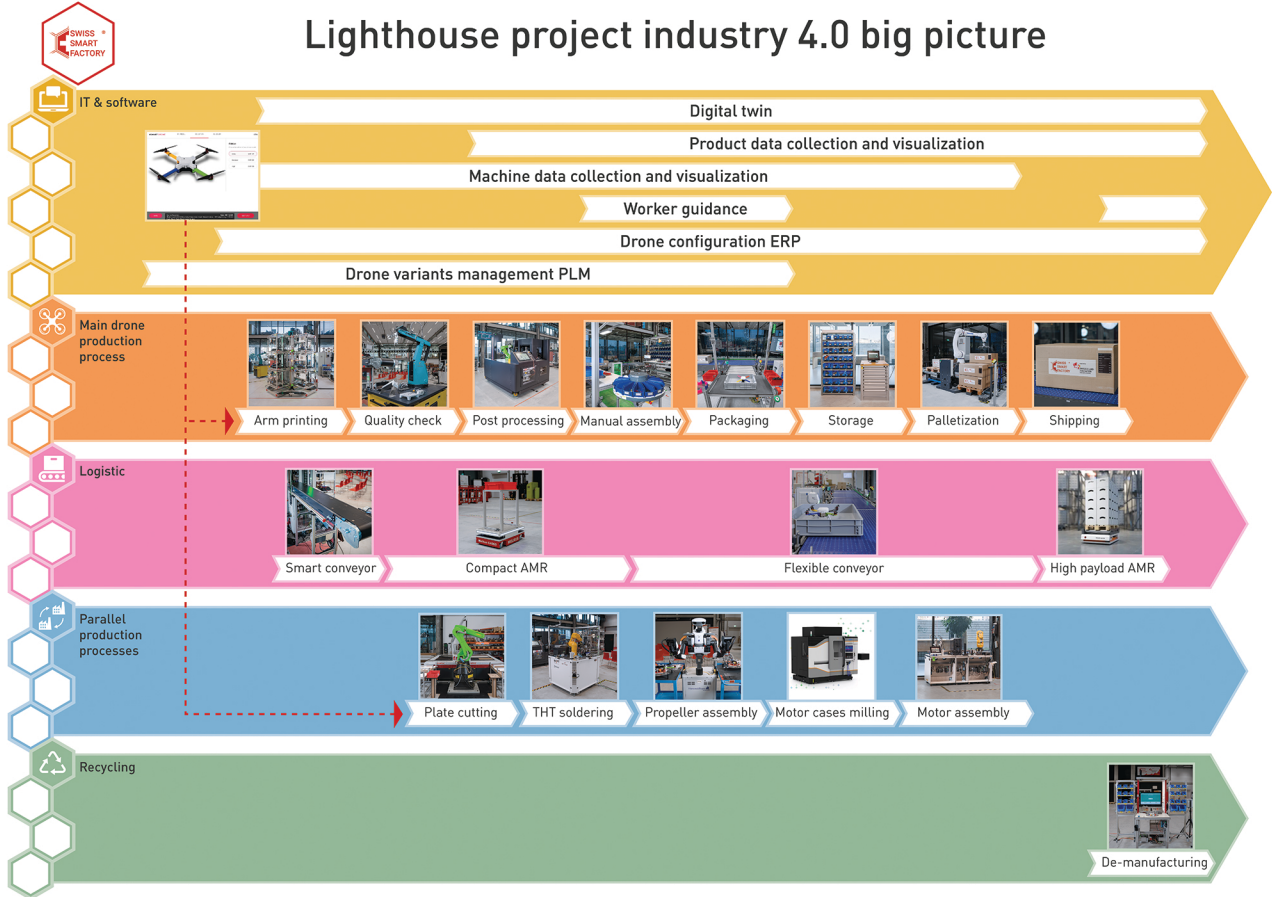 SWISS
SMART
FACTORY
Lighthouse project industry 4.0 big picture
IT & software
Digital twin
Product data collection and visualization
Machine data collection and visualization
Worker guidance
Drone configuration ERP
Drone variants management PLM
Main drone
production
process
Arm printing
Quality check
Post processing
Manual assembly
Packaging
Storage
Palletization
Shipping
Logistic
Smart conveyor
Compact AMR
Flexible conveyor
High payload AMR
Parallel
production
processes
Plate cutting
THT soldering
Propeller assembly
Motor cases milling
Motor assembly
Recycling
De-manufacturing